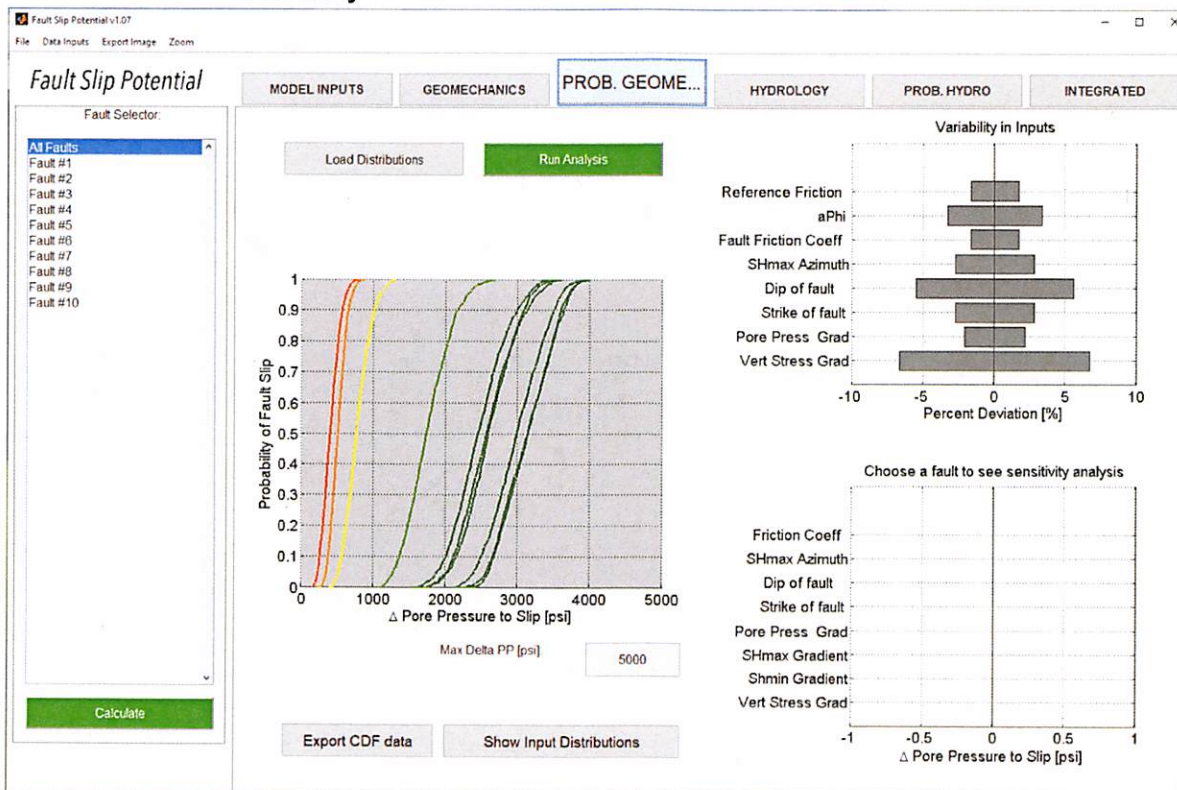 Fault Slip Potential v1.07
File Data Inputs Export Image Zoom
Fault Slip Potential
MODEL INPUTS GEOMECHANICS PROB. GEOME... HYDROLOGY PROB. HYDRO INTEGRATED
Fault Selector:
All Faults
Fault #1
Fault #2
Fault #3
Fault #4
Fault #5
Fault #6
Fault #7
Fault #8
Fault #9
Fault #10
Calculate
Load Distributions Run Analysis
Probability of Fault Slip
1
0.9
0.8
0.7
0.6
0.5
0.4
0.3
0.2
0.1
0
0 1000 2000 3000 4000 5000
Δ Pore Pressure to Slip [psi]
Max Delta PP [psi] 5000
Export CDF data Show Input Distributions
Variability in Inputs
Reference Friction
aPhi
Fault Friction Coeff
SHmax Azimuth
Dip of fault
Strike of fault
Pore Press Grad
Vert Stress Grad
-10 -5 0 5 10
Percent Deviation [%]
Choose a fault to see sensitivity analysis
Friction Coeff
SHmax Azimuth
Dip of fault
Strike of fault
Pore Press Grad
SHmax Gradient
Shmin Gradient
Vert Stress Grad
-1 -0.5 0 0.5 1
Δ Pore Pressure to Slip [psi]